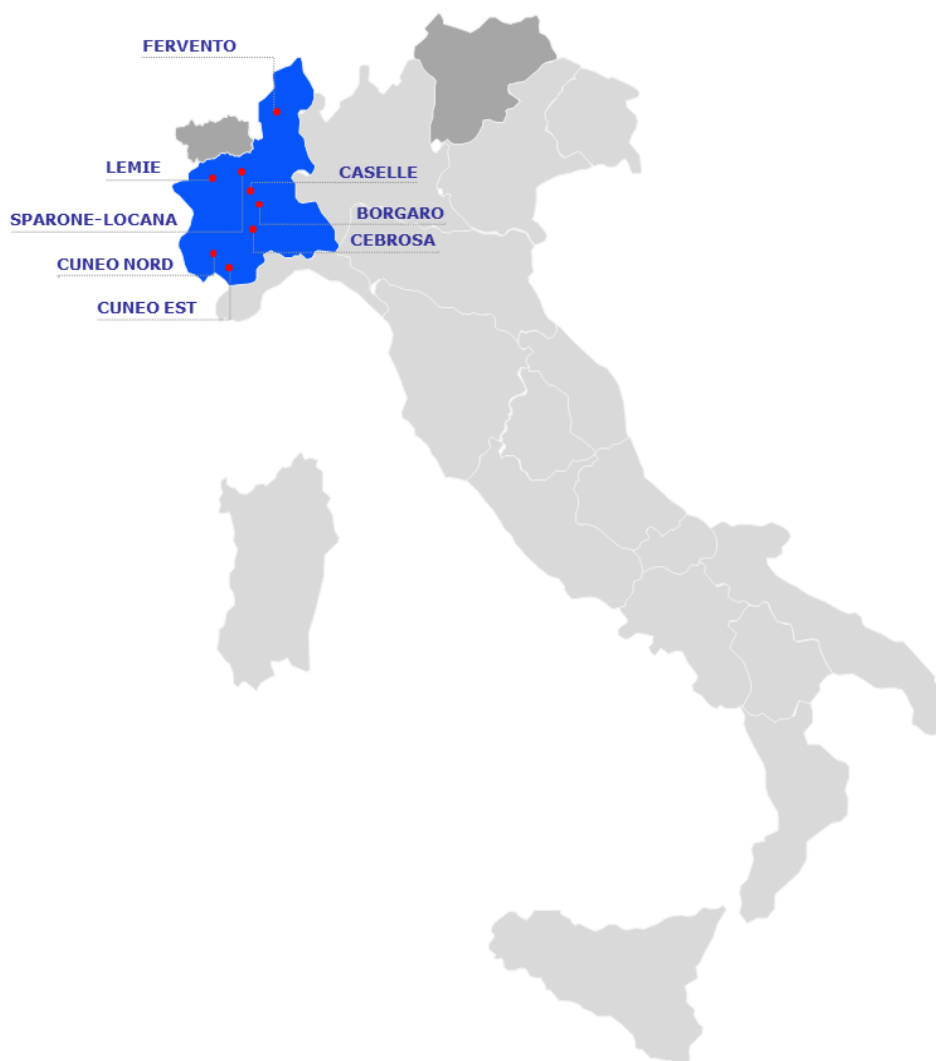 FERVENTO
LEMIE
CASELLE
SPARONE-LOCANA
BORGARO
CEBROSA
CUNEO NORD
CUNEO EST